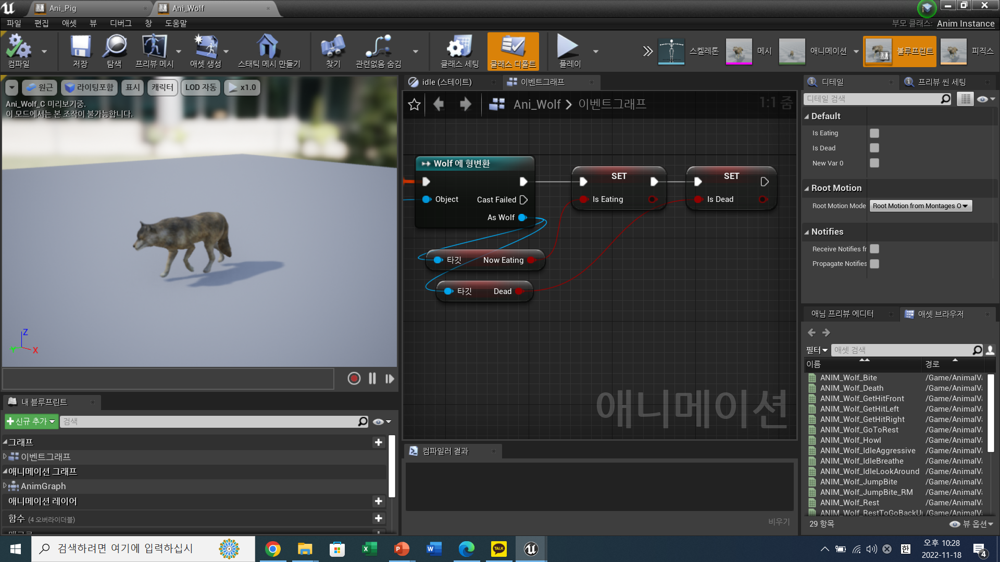 Ani_Pig
Ani_Wolf
파일 편집 애셋 뷰 디버그 창 도움말
부모 클래스: Anim Instance
컴파일
저장
탐색
프리뷰 메시
애셋 생성
스태틱 메시 만들기
찾기
관련없음 숨김
클래스 세팅
클래스 디폴트
플레이
스켈레톤
메시
애니메이션
블루프린트
피직스
원근
라이팅포함
표시
캐릭터
LOD 자동
x1.0
Ani_Wolf_C 미리보기중.
이 모드에서는 본 조작이 불가능합니다.
Z
X
idle (스테이트)
이벤트그래프
Ani_Wolf
이벤트그래프
1:1 줌
Wolf 에 형변환
Object
Cast Failed
As Wolf
SET
Is Eating
SET
Is Dead
타깃 Now Eating
타깃 Dead
애니메이션
컴파일러 결과
비우기
내 블루프린트
신규 추가
검색
그래프
이벤트그래프
애니메이션 그래프
AnimGraph
애니메이션 레이어
함수 (4 오버라이더블)
디테일
프리뷰 씬 세팅
디테일 검색
Default
Is Eating
Is Dead
New Var 0
Root Motion
Root Motion Mode
Root Motion from Montages O
Notifies
Receive Notifies fr
Propagate Notifies
애님 프리뷰 에디터
애셋 브라우저
필터
애셋 검색
이름 경로
ANIM_Wolf_Bite /Game/AnimalVa
ANIM_Wolf_Death /Game/AnimalVa
ANIM_Wolf_GetHitFront /Game/AnimalVa
ANIM_Wolf_GetHitLeft /Game/AnimalVa
ANIM_Wolf_GetHitRight /Game/AnimalVa
ANIM_Wolf_GoToRest /Game/AnimalVa
ANIM_Wolf_Howl /Game/AnimalVa
ANIM_Wolf_IdleAggressive /Game/AnimalVa
ANIM_Wolf_IdleBreathe /Game/AnimalVa
ANIM_Wolf_IdleLookAround /Game/AnimalVa
ANIM_Wolf_JumpBite /Game/AnimalVa
ANIM_Wolf_JumpBite_RM /Game/AnimalVa
ANIM_Wolf_Rest /Game/AnimalVa
ANIM_Wolf_RestToGoBackU /Game/AnimalVa
29 항목
뷰 옵션
검색하려면 여기에 입력하십시
TALK
한
오후 10:28
2022-11-18
4